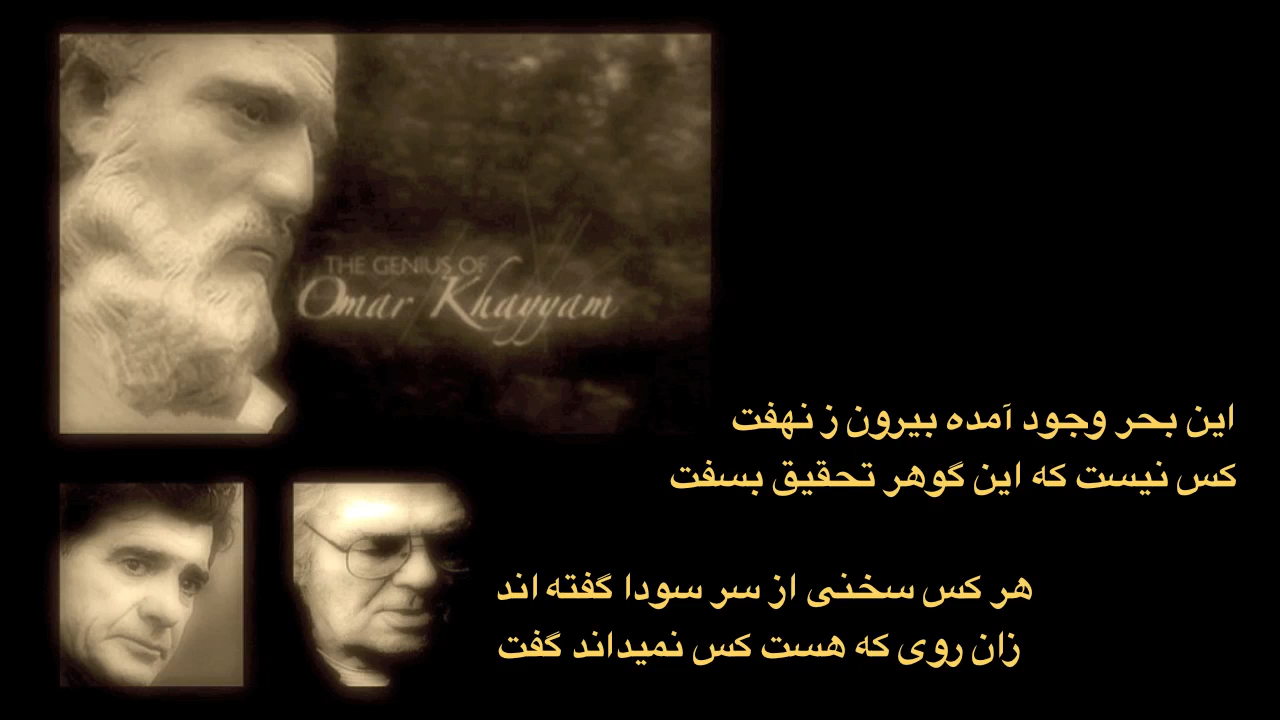 THE GENIUS OF
Omar Khayyam
این بحر وجود آمده بیرون ز نهفت
کس نیست که این گوهر تحقیق بسفت
هر کس سخنی از سر سودا گفته اند
زان روی که هست کس نمیداند گفت